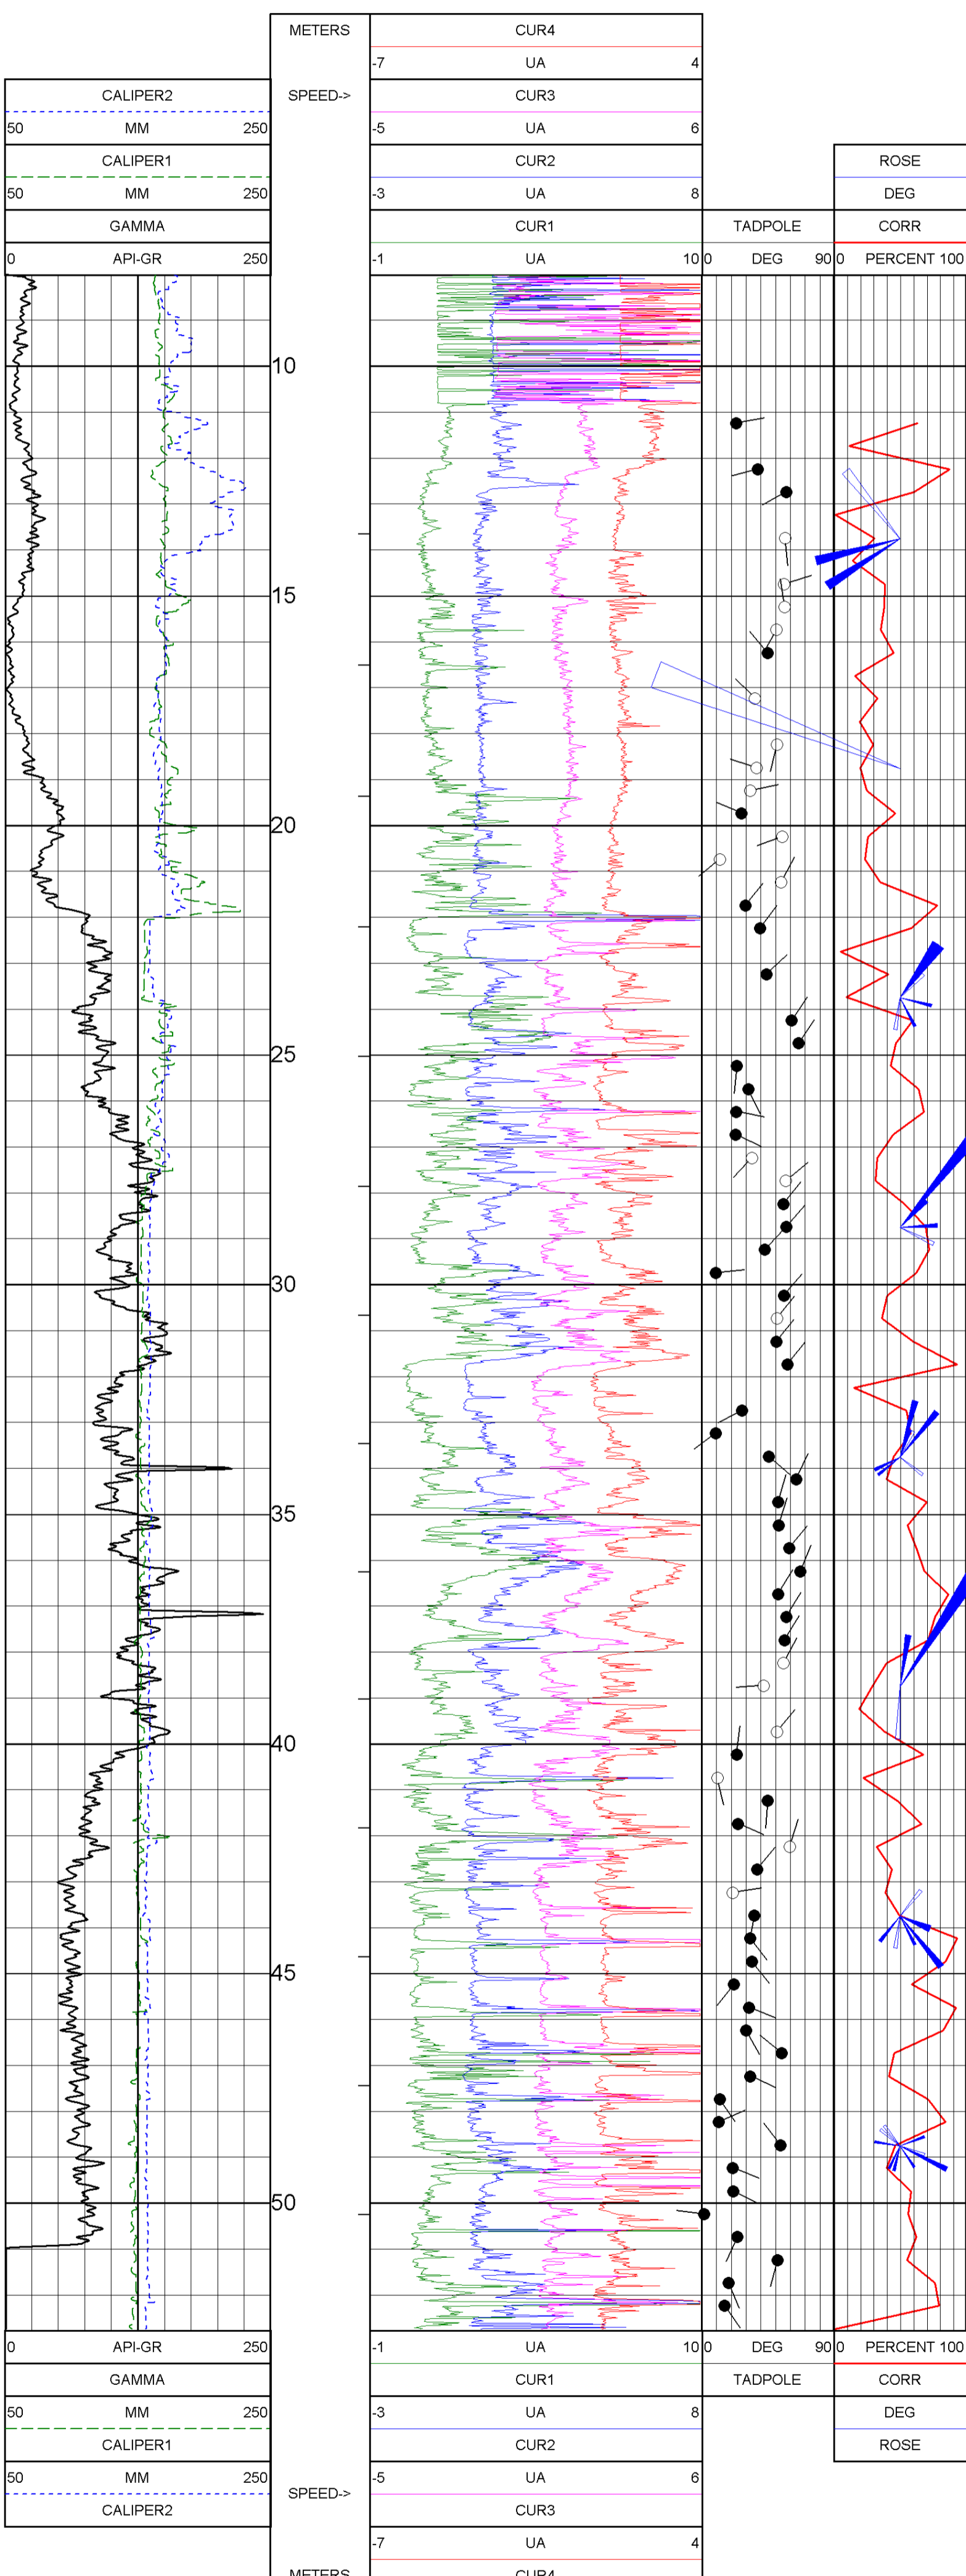 METERS CUR4
-7 UA 4
CALIPER2 SPEED-> CUR3
50 MM 250 -5 UA 6
CALIPER1 CUR2 ROSE
50 MM 250 -3 UA 8 DEG
GAMMA CUR1 TADPOLE CORR
0 API-GR 250 -1 UA 10 0 DEG 90 0 PERCENT 100
10
15
20
25
30
35
40
45
50
0 API-GR 250 -1 UA 10 0 DEG 90 0 PERCENT 100
GAMMA CUR1 TADPOLE CORR
50 MM 250 -3 UA 8 DEG
CALIPER1 CUR2 ROSE
50 MM 250 -5 UA 6
SPEED->
CALIPER2 CUR3
-7 UA 4
METERS CUR4